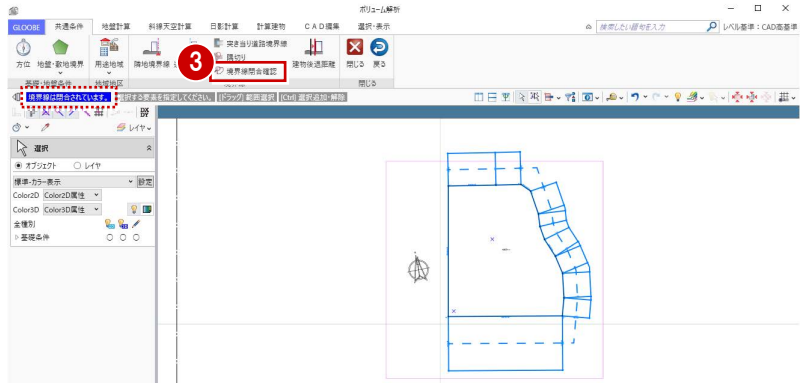 ボリューム解析
GLOOBE 共通条件 地盤計算 斜線天空計算 日影計算 計算建物 CAD編集 選択・表示
検索したい語句を入力 レベル基準：CAD高基準
方位 地盤・敷地境界 用途地域 隣地境界線 突き当り道路境界線 隅切り 境界線閉合確認 建物後退距離 閉じる 戻る
3
基礎・地盤条件 地域地区 閉じる
境界線は閉合されています。 選択する要素を指定してください。 [ドラッグ] 範囲選択 [Ctrl] 選択追加・解除
レイヤ
選択
オブジェクト レイヤ
標準-カラー表示 設定
Color2D Color2D属性
Color3D Color3D属性
全種別
基礎条件